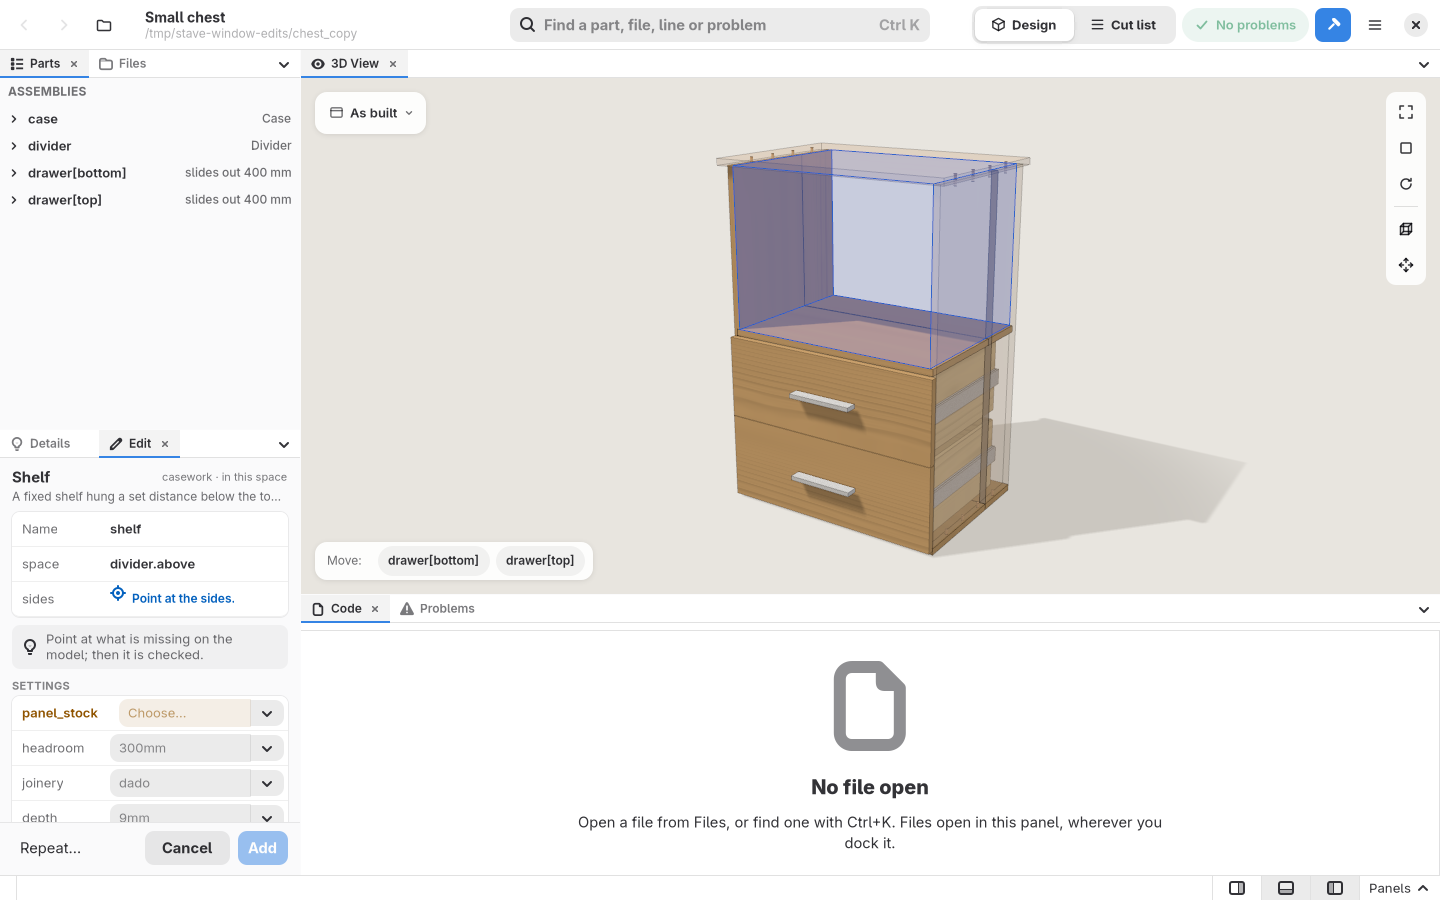 Small chest
/tmp/stave-window-edits/chest_copy
Find a part, file, line or problem
Ctrl K
Design
Cut list
No problems
Parts
Files
ASSEMBLIES
case
Case
divider
Divider
drawer[bottom]
slides out 400 mm
drawer[top]
slides out 400 mm
3D View
As built
Move:
drawer[bottom]
drawer[top]
Details
Edit
Shelf
casework · in this space
A fixed shelf hung a set distance below the to...
Name
shelf
space
divider.above
sides
Point at the sides.
Point at what is missing on the
model; then it is checked.
SETTINGS
panel_stock
Choose...
headroom
300mm
joinery
dado
depth
9mm
Repeat...
Cancel
Add
Code
Problems
No file open
Open a file from Files, or find one with Ctrl+K. Files open in this panel, wherever you
dock it.
Panels